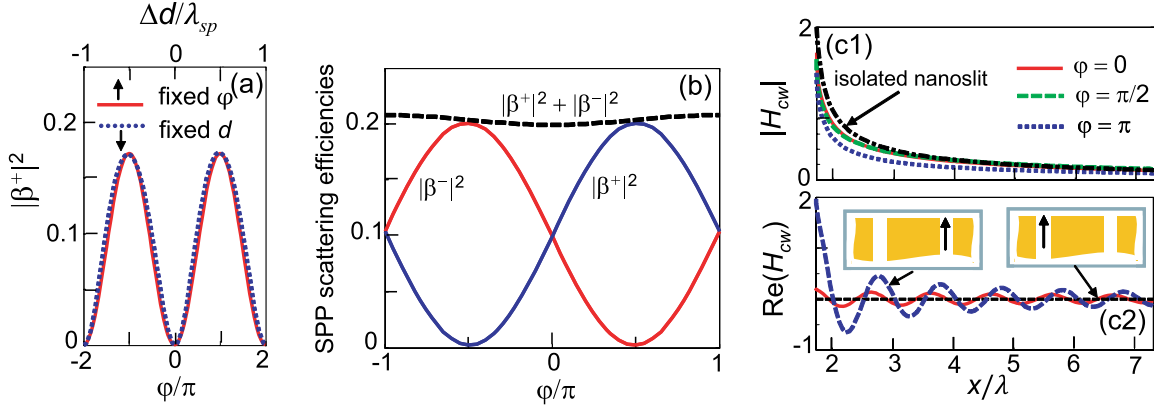 Δd/λsp
-1 0 1
(a)
fixed φ
fixed d
0.2
0.1
0
|β⁺|²
-2 -1 0 1 2
φ/π
(b)
|β⁺|² + |β⁻|²
0.2
|β⁻|²
|β⁺|²
0.1
0
SPP scattering efficiencies
-1 0 1
φ/π
2
(c1)
isolated nanoslit
φ = 0
φ = π/2
φ = π
|Hcw|
0
2
Re(Hcw)
(c2)
-1
2 3 4 5 6 7
x/λ